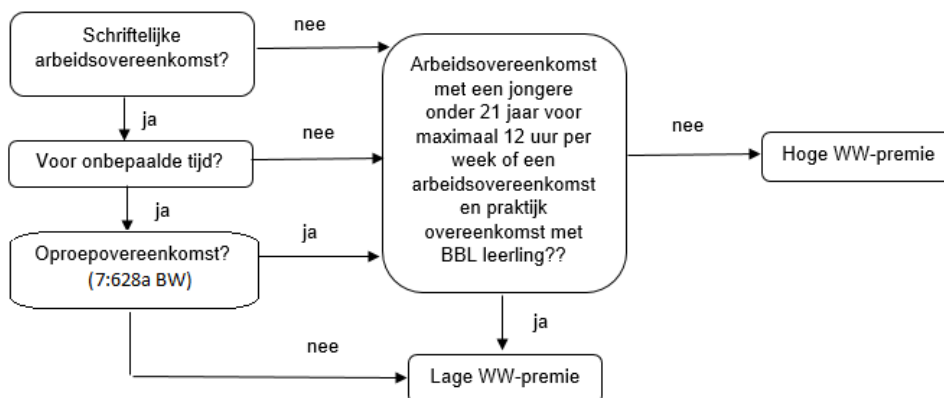 Schriftelijke
arbeidsovereenkomst?
nee
Arbeidsovereenkomst
met een jongere
onder 21 jaar voor
maximaal 12 uur per
week of een
arbeidsovereenkomst
en praktijk
overeenkomst met
BBL leerling??
ja
nee
Voor onbepaalde tijd?
nee
Hoge WW-premie
ja
ja
Oproepovereenkomst?
(7:628a BW)
ja
nee
Lage WW-premie